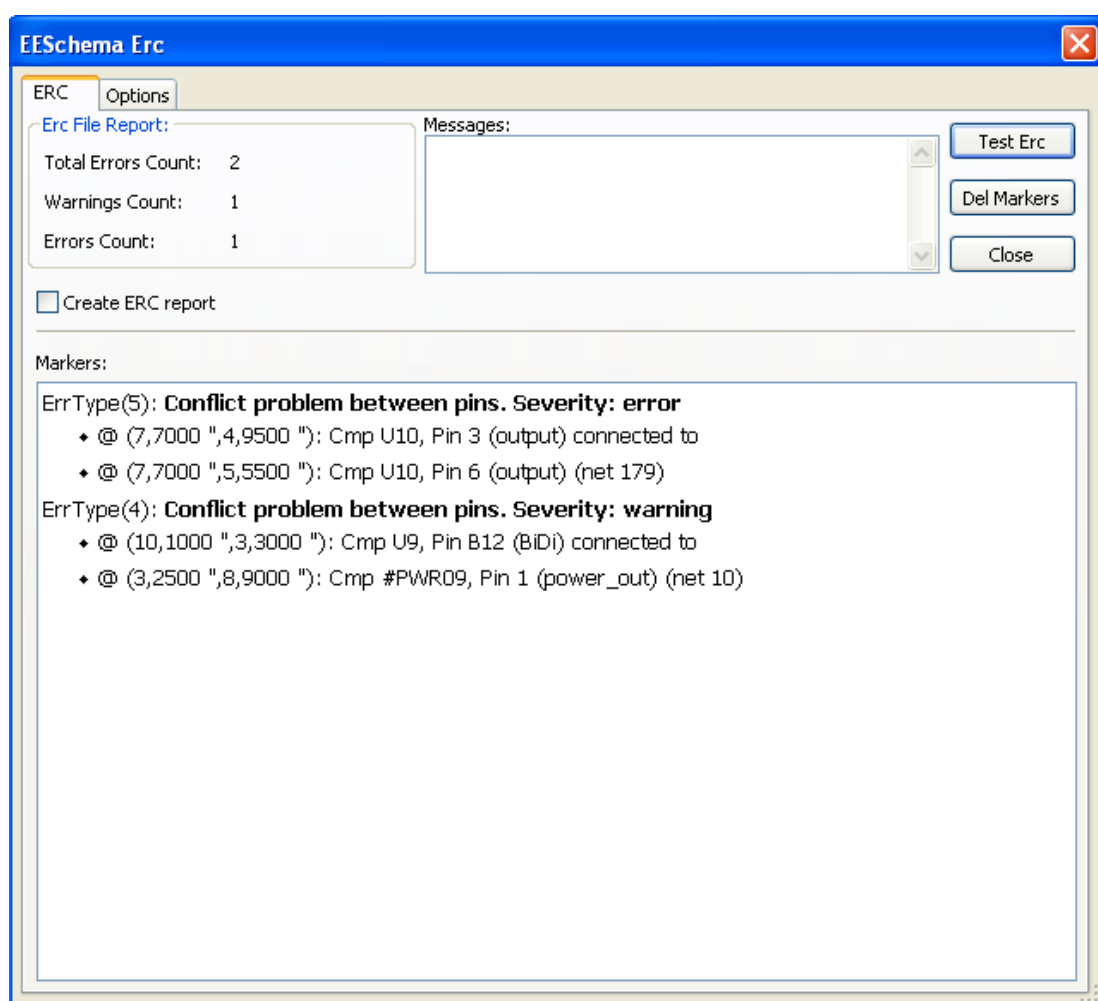 EESchema Erc
ERC
Options
Erc File Report:
Total Errors Count: 2
Warnings Count: 1
Errors Count: 1
Messages:
Test Erc
Del Markers
Close
Create ERC report
Markers:
ErrType(5): Conflict problem between pins. Severity: error
• @ (7,7000 ",4,9500 "): Cmp U10, Pin 3 (output) connected to
• @ (7,7000 ",5,5500 "): Cmp U10, Pin 6 (output) (net 179)
ErrType(4): Conflict problem between pins. Severity: warning
• @ (10,1000 ",3,3000 "): Cmp U9, Pin B12 (BiDi) connected to
• @ (3,2500 ",8,9000 "): Cmp #PWR09, Pin 1 (power_out) (net 10)